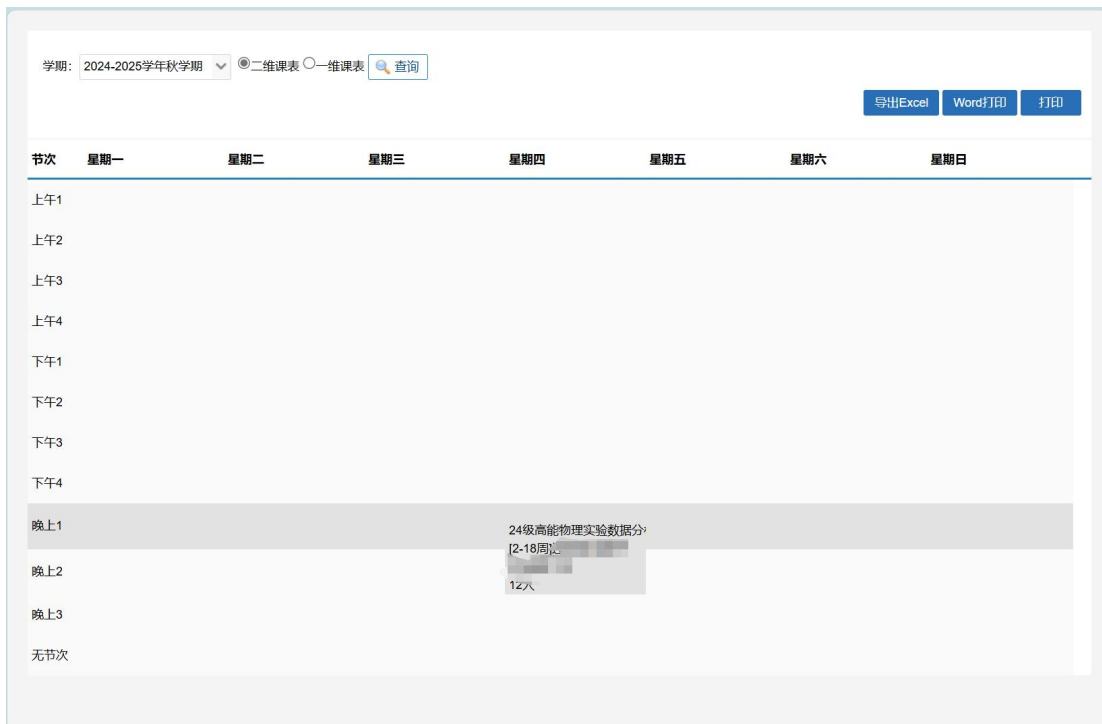 学期： 2024-2025学年秋学期 二维课表 一维课表 查询
导出Excel Word打印 打印
节次 星期一 星期二 星期三 星期四 星期五 星期六 星期日
上午1
上午2
上午3
上午4
下午1
下午2
下午3
下午4
晚上1
24级高能物理实验数据分
[2-18周]
晚上2
12人
晚上3
无节次